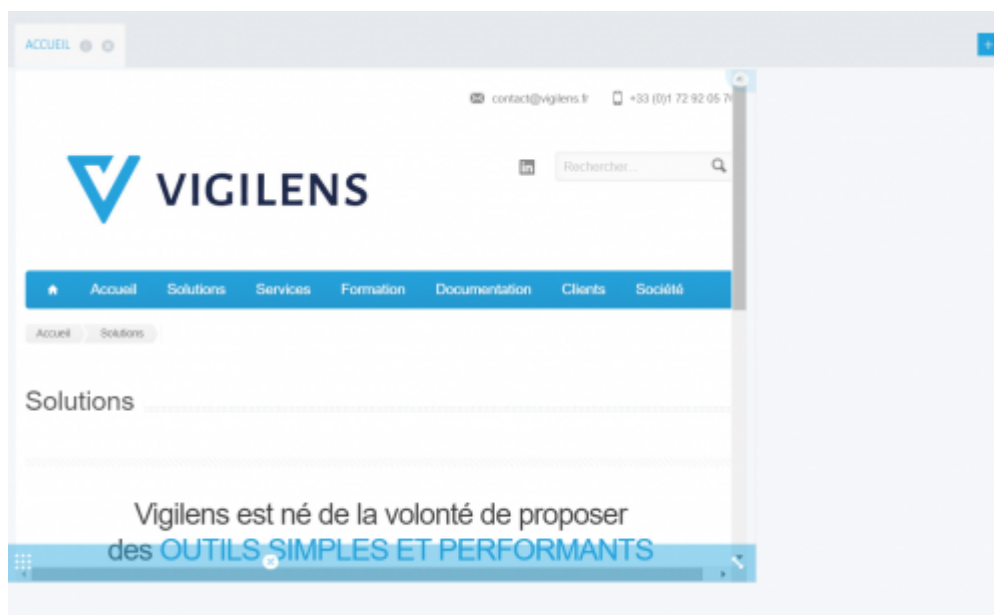 ACCUEIL
contact@vigilens.fr +33 (0)1 72 92 05 7
VIGILENS
Rechercher...
Accueil Solutions Services Formation Documentation Clients Société
Accueil Solutions
Solutions
Vigilens est né de la volonté de proposer
des OUTILS SIMPLES ET PERFORMANTS